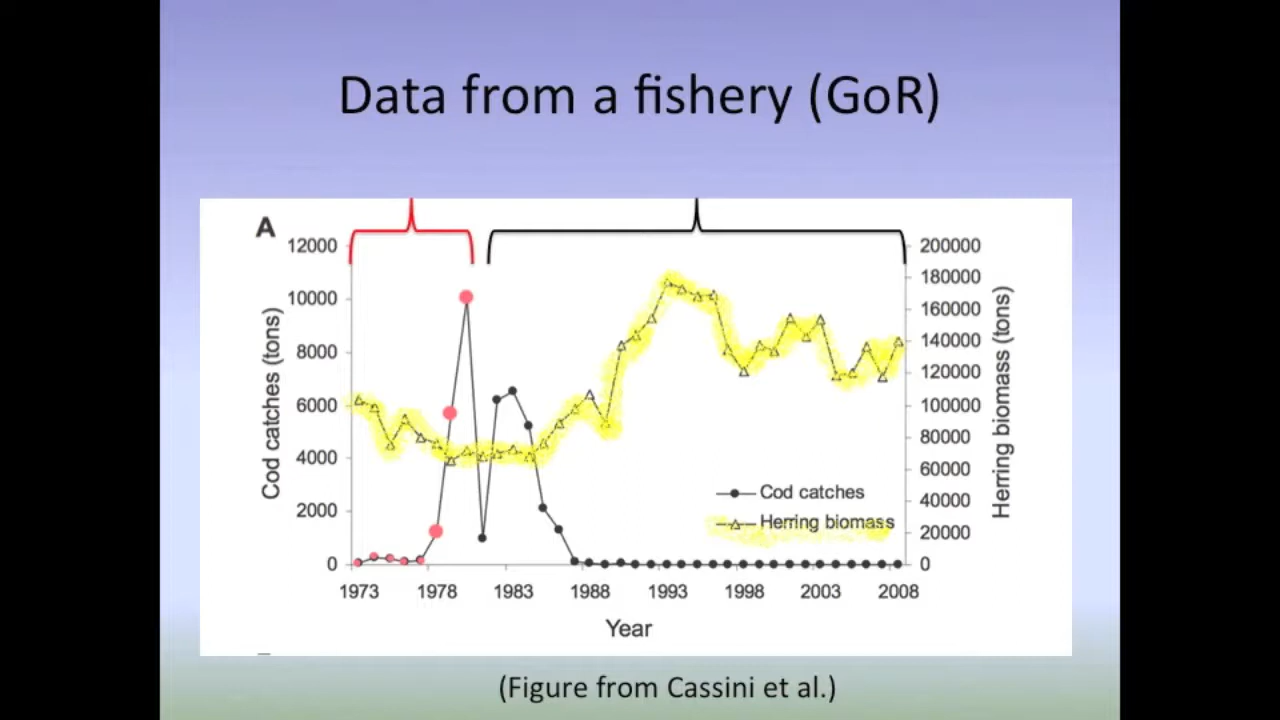 Data from a fishery (GoR)
A
12000
10000
8000
6000
4000
2000
0
Cod catches (tons)
200000
180000
160000
140000
120000
100000
80000
60000
40000
20000
0
Herring biomass (tons)
Cod catches
Herring biomass
1973 1978 1983 1988 1993 1998 2003 2008
Year
(Figure from Cassini et al.)